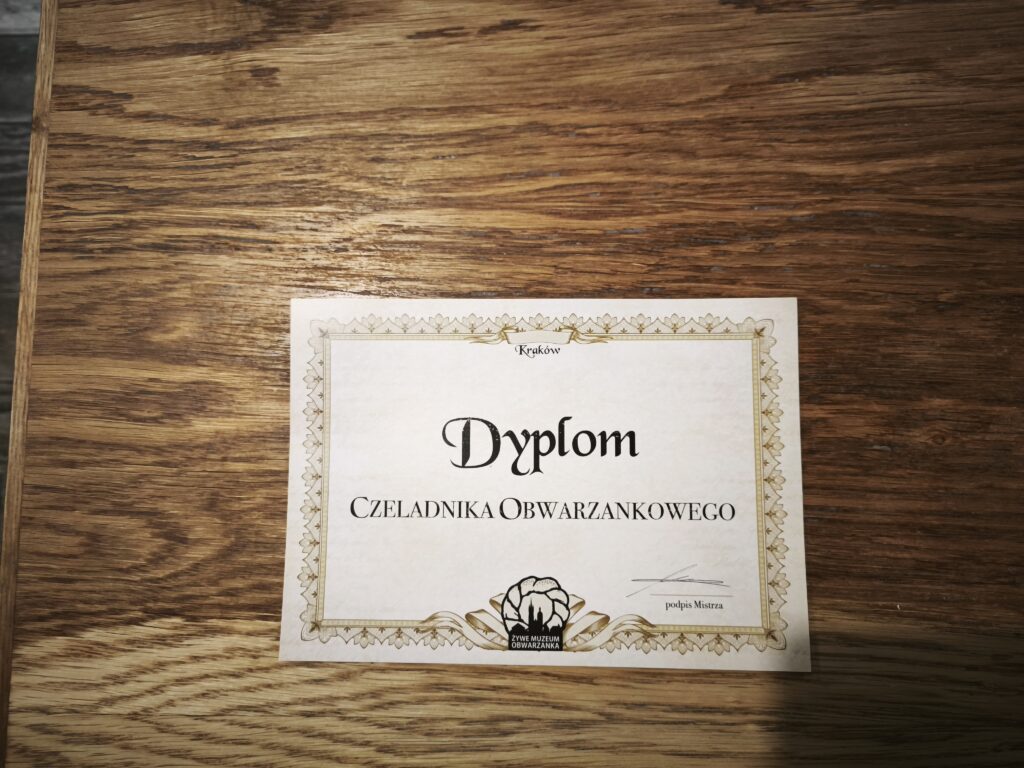 Kraków
Dyplom
Czeladnika Obwarzankowego
podpis Mistrza
ŻYWE MUZEUM
OBWARZANKA